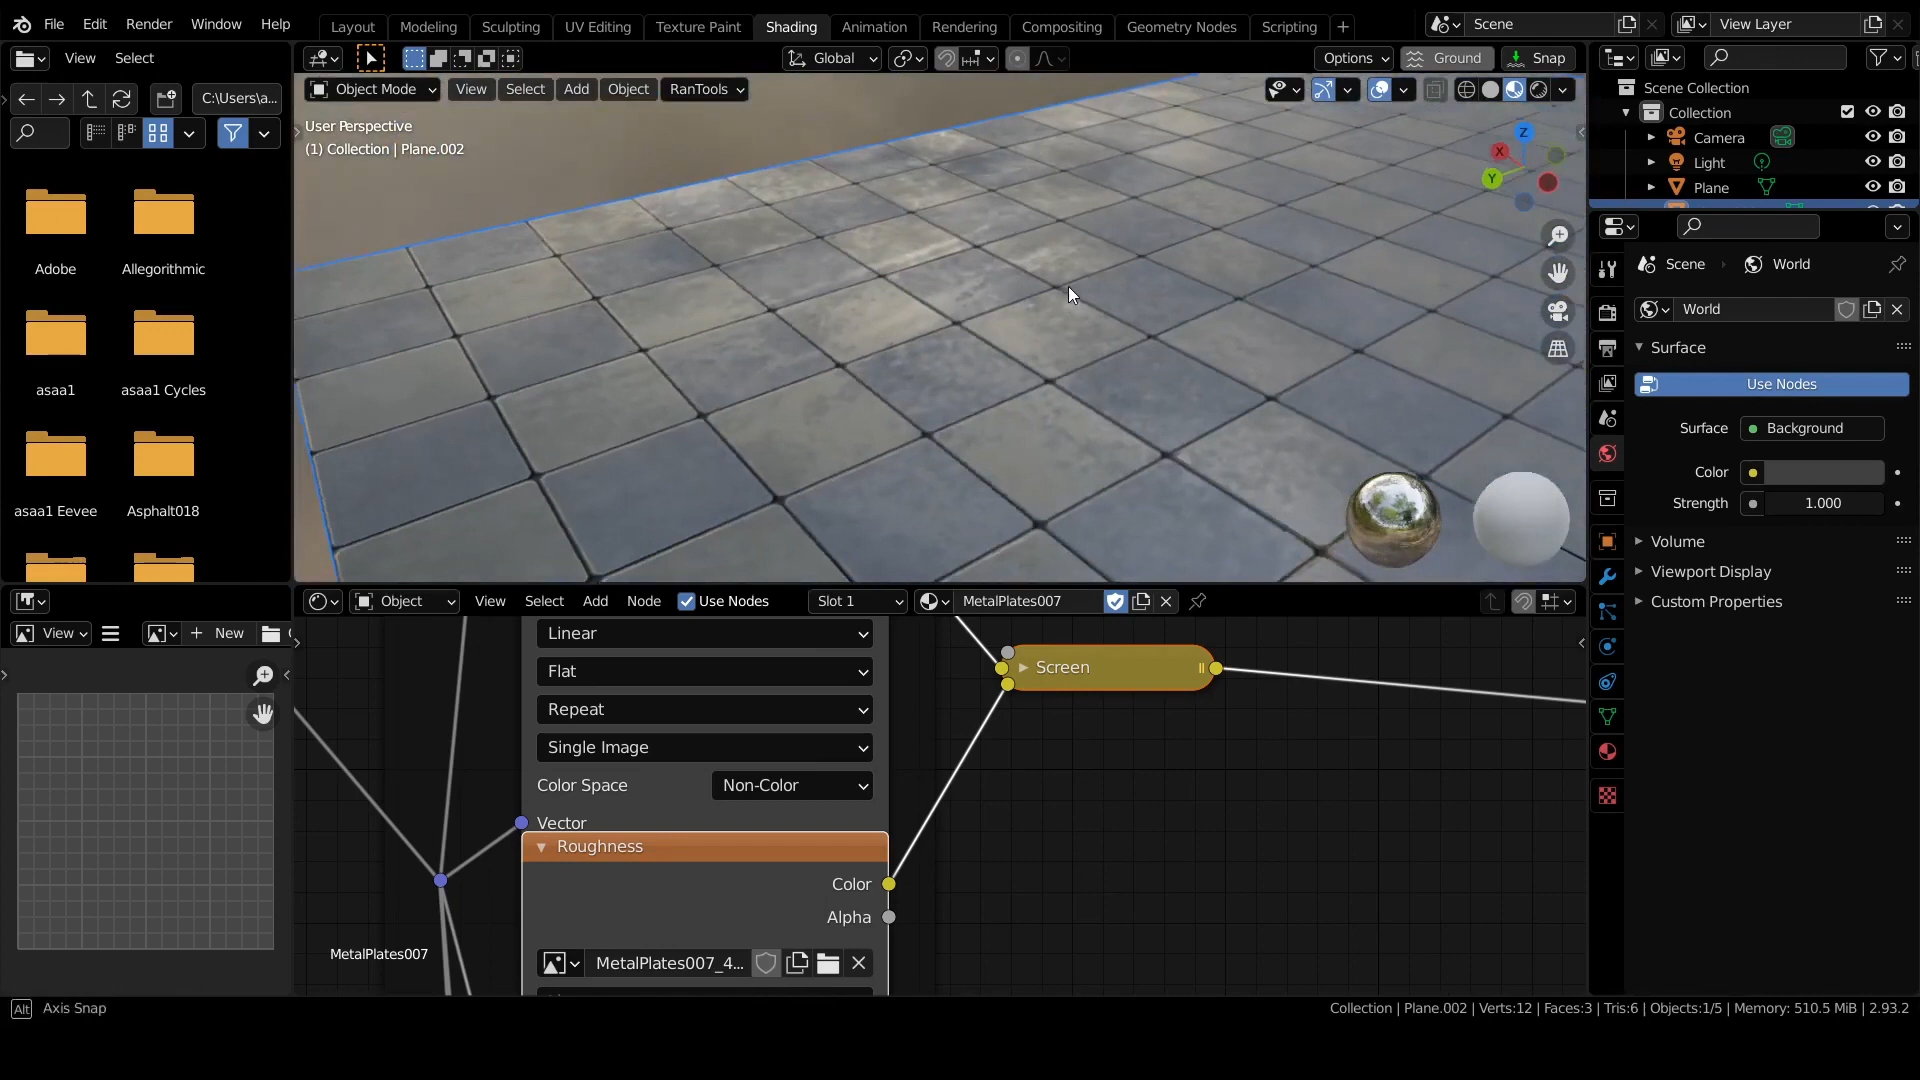 File Edit Render Window Help
Layout Modeling Sculpting UV Editing Texture Paint Shading Animation Rendering Compositing Geometry Nodes Scripting +
Scene
View Layer
View Select
Global
Options Ground Snap
C:\Users\a...
Object Mode View Select Add Object RanTools
User Perspective
(1) Collection | Plane.002
Z
X
Y
Adobe
Allegorithmic
asaa1
asaa1 Cycles
asaa1 Eevee
Asphalt018
Scene Collection
Collection
Camera
Light
Plane
Scene World
World
Surface
Use Nodes
Surface Background
Color
Strength 1.000
Volume
Viewport Display
Custom Properties
Object View Select Add Node Use Nodes Slot 1 MetalPlates007
View New
Linear
Flat
Repeat
Single Image
Color Space Non-Color
Vector
Roughness
Color
Alpha
MetalPlates007_4...
Screen
MetalPlates007
Alt Axis Snap
Collection | Plane.002 | Verts:12 | Faces:3 | Tris:6 | Objects:1/5 | Memory: 510.5 MiB | 2.93.2